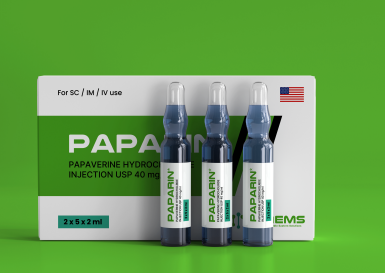 For SC / IM / IV use
PAPARIN
PAPAVERINE HYDROC
INJECTION USP 40 mg
2 x 5 x 2 ml
EMS
PAPARIN
PAPARIN
PAPARIN